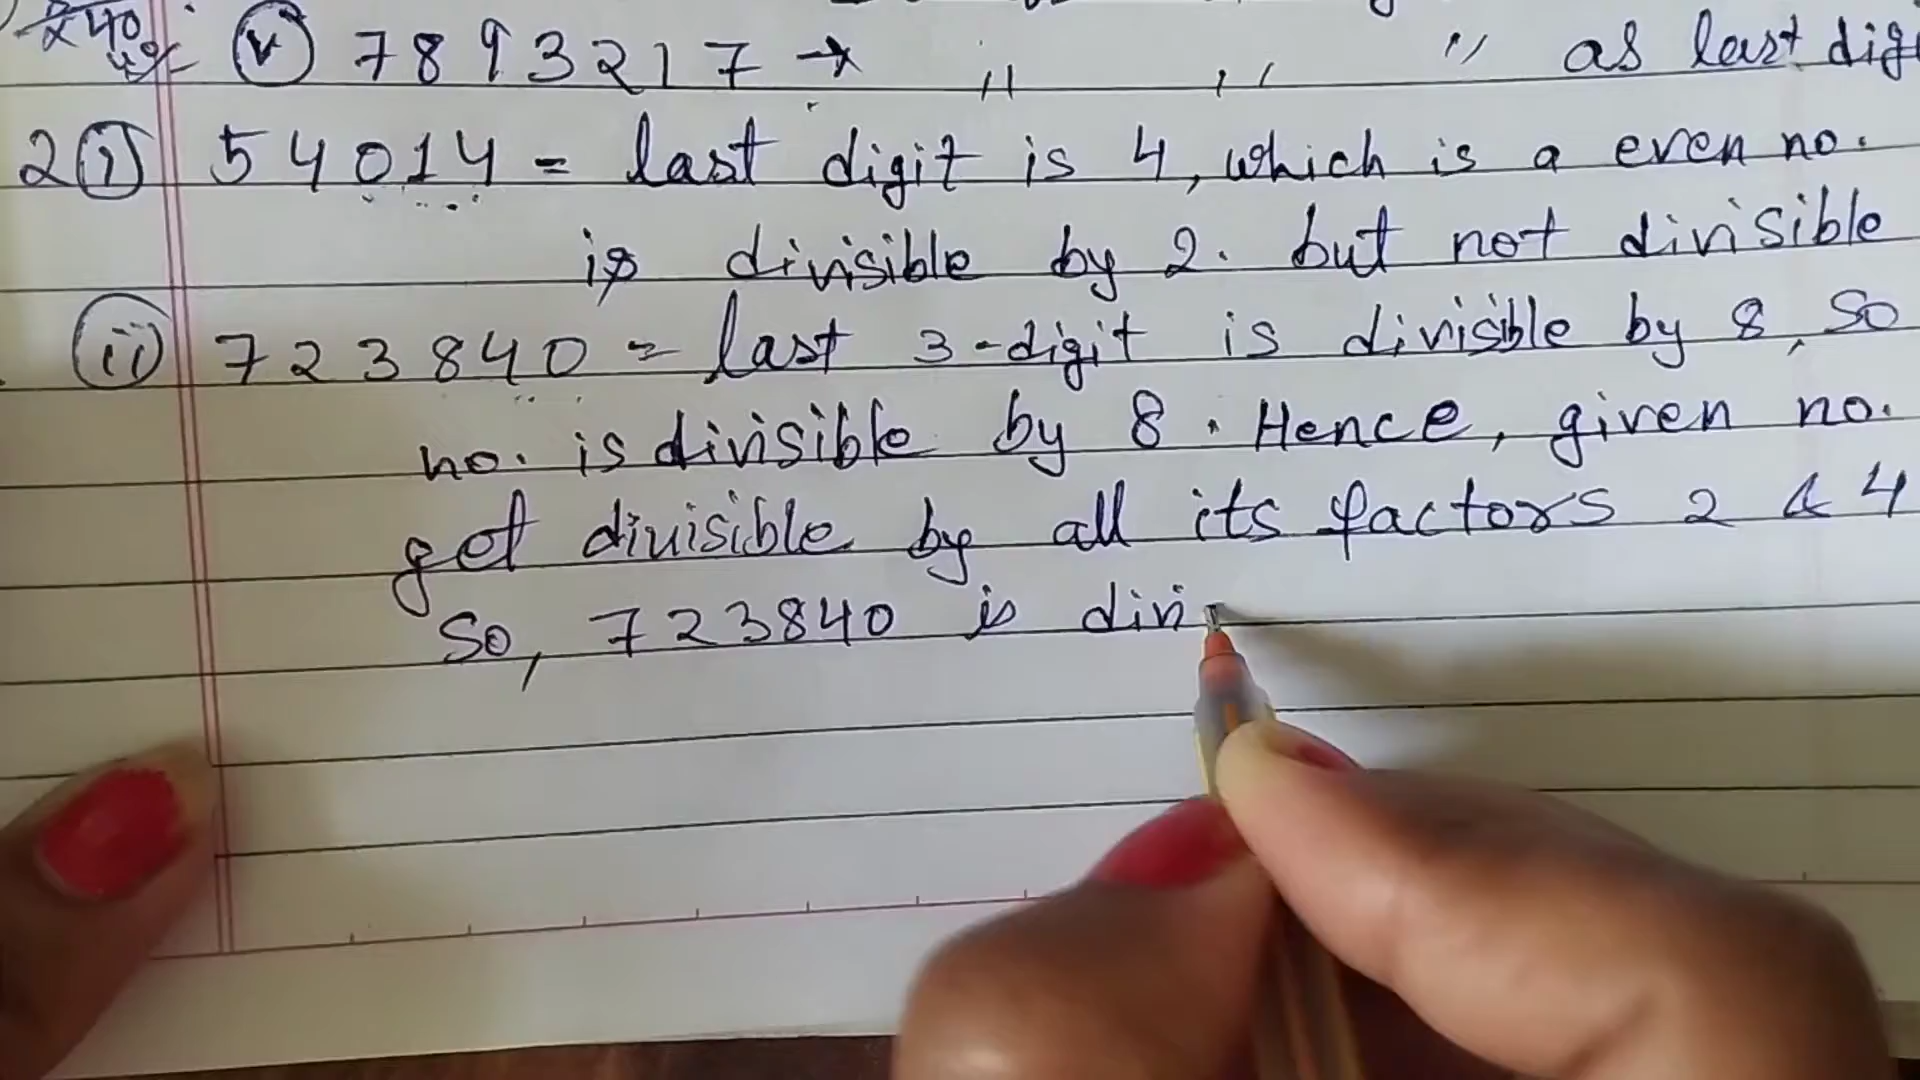 (v) 7893217 → " " " as last dig
2(i) 54014 = last digit is 4, which is a even no.
is divisible by 2. but not divisible
(ii) 723840 = last 3-digit is divisible by 8, So
no. is divisible by 8. Hence, given no.
get divisible by all its factors 2 & 4
So, 723840 is divi